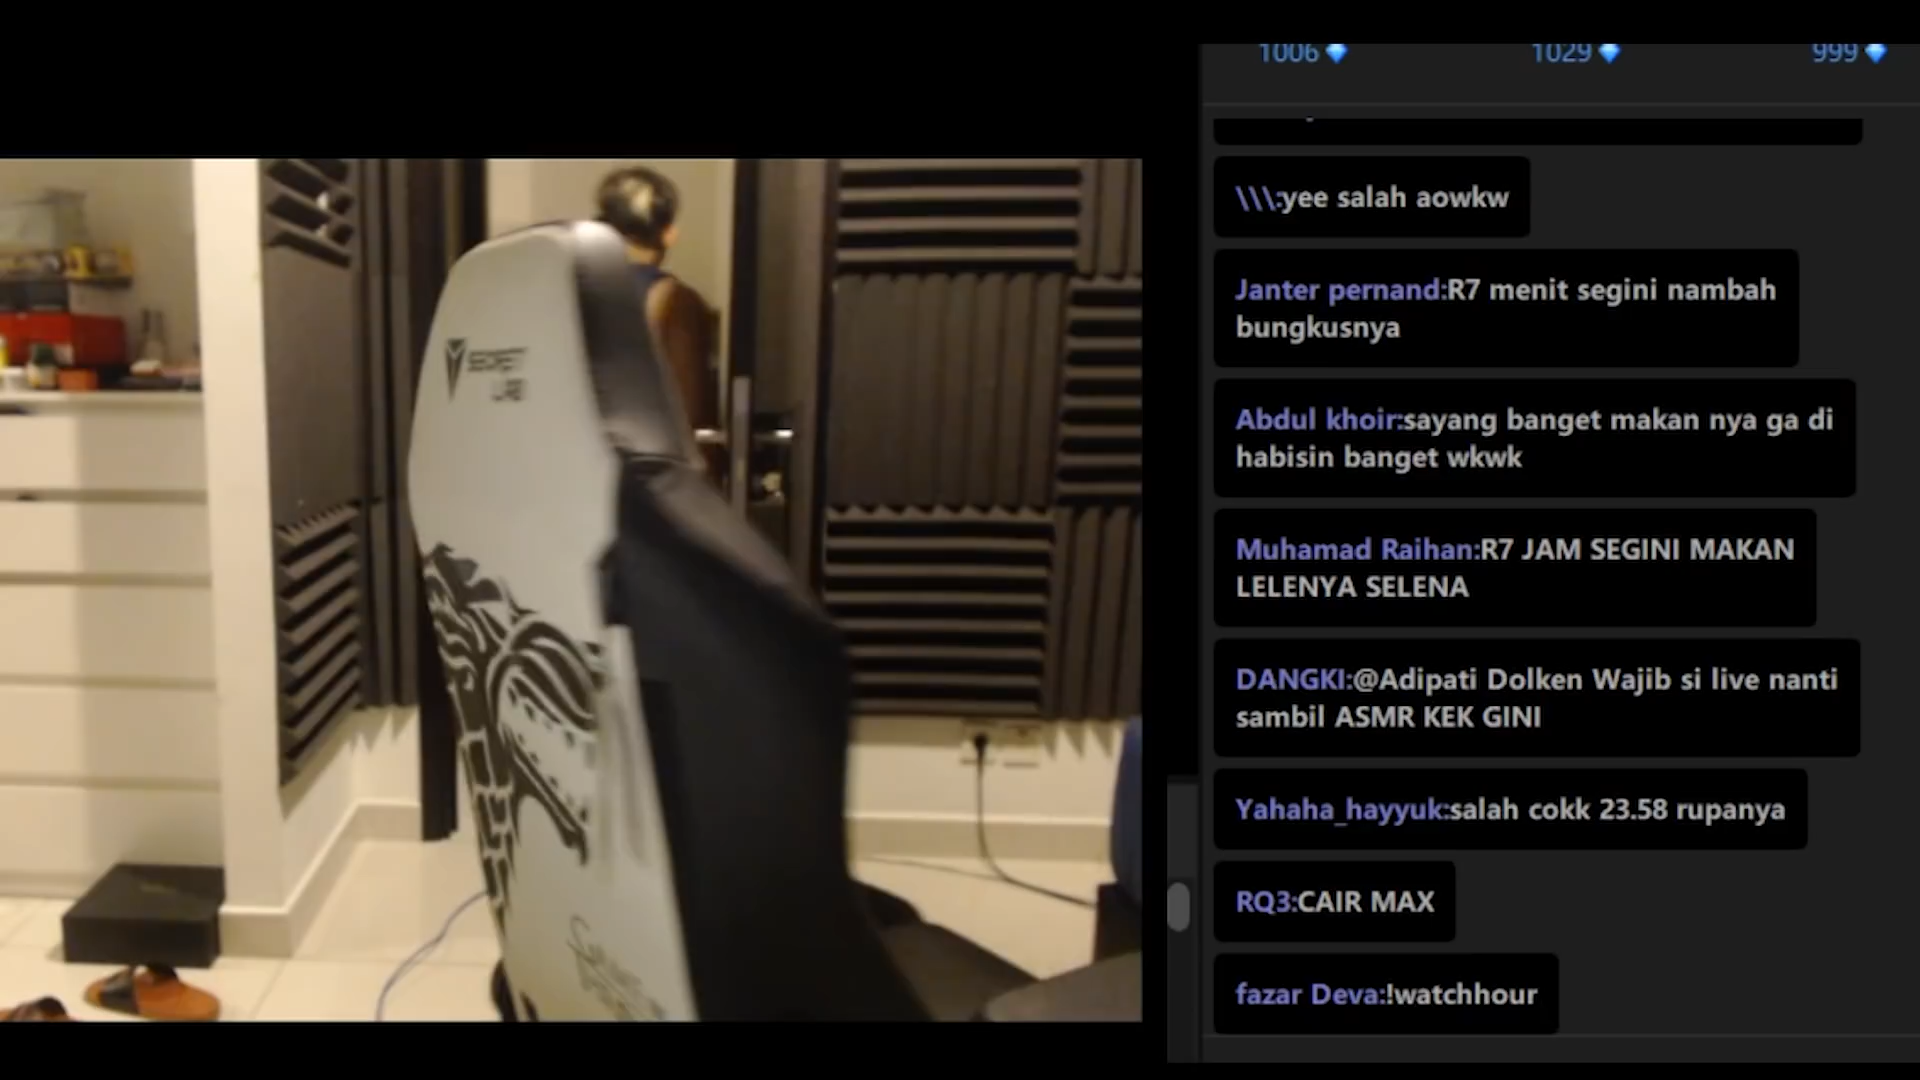 1006
1029
999
\\\:yee salah aowkw
Janter pernand:R7 menit segini nambah
bungkusnya
Abdul khoir:sayang banget makan nya ga di
habisin banget wkwk
Muhamad Raihan:R7 JAM SEGINI MAKAN
LELENYA SELENA
DANGKI:@Adipati Dolken Wajib si live nanti
sambil ASMR KEK GINI
Yahaha_hayyuk:salah cokk 23.58 rupanya
RQ3:CAIR MAX
fazar Deva:!watchhour